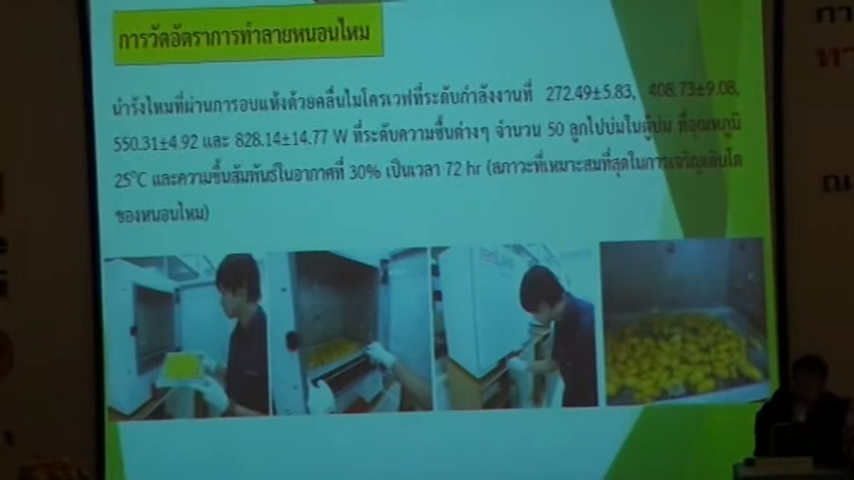 การวัดอัตราการทำลายหนอนไหม
นำรังไหมที่ผ่านการอบแห้งด้วยคลื่นไมโครเวฟที่ระดับกำลังงานที่ 272.49±5.83, 408.73±9.08,
550.31±4.92 และ 828.14±14.77 W ที่ระดับความชื้นต่างๆ จำนวน 50 ลูกไปบ่มในตู้บ่ม ที่อุณหภูมิ
25°C และความชื้นสัมพันธ์ในอากาศที่ 30% เป็นเวลา 72 hr (สภาวะที่เหมาะสมที่สุดในการเจริญเติบโต
ของหนอนไหม)